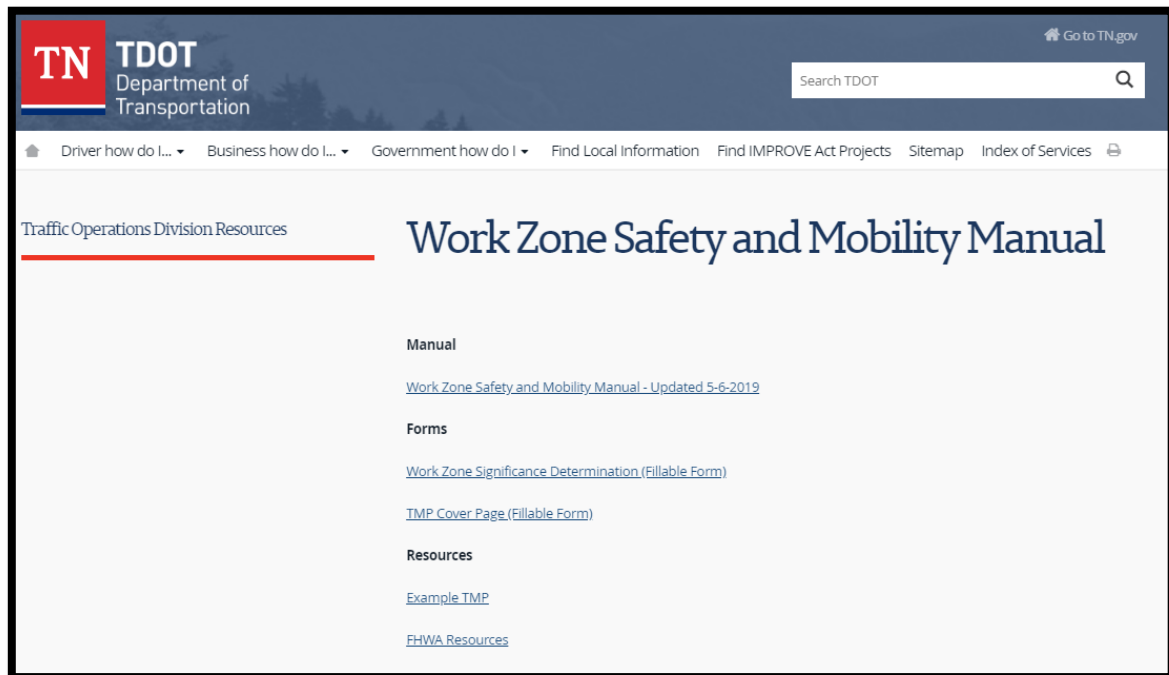 TN
TDOT
Department of
Transportation
Go to TN.gov
Search TDOT
Driver how do I...
Business how do I...
Government how do I
Find Local Information
Find IMPROVE Act Projects
Sitemap
Index of Services
Traffic Operations Division Resources
Work Zone Safety and Mobility Manual
Manual
Work Zone Safety and Mobility Manual - Updated 5-6-2019
Forms
Work Zone Significance Determination (Fillable Form)
TMP Cover Page (Fillable Form)
Resources
Example TMP
FHWA Resources